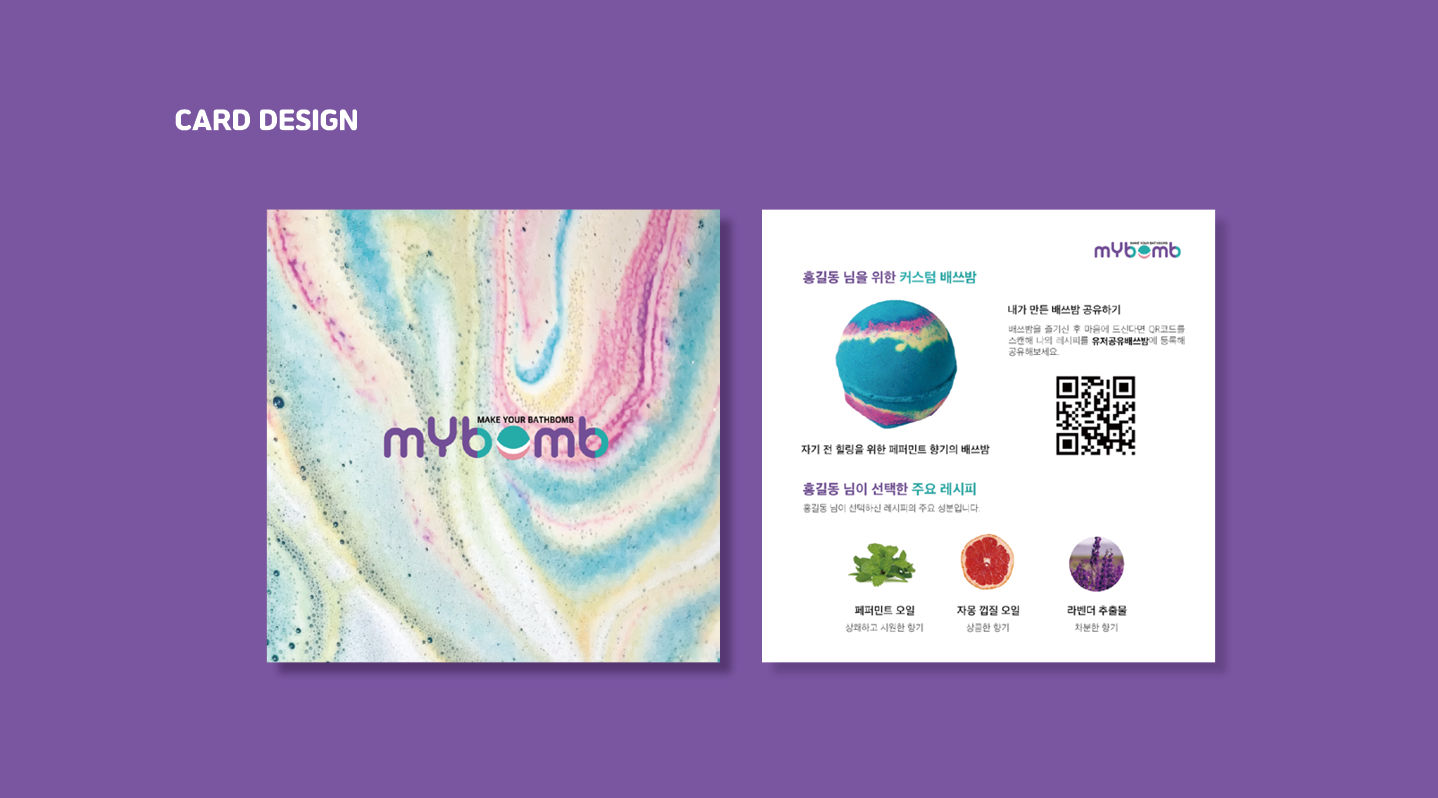 CARD DESIGN
MAKE YOUR BATHBOMB
mYbomb
MAKE YOUR BATHBOMB
mYbomb
홍길동 님을 위한 커스텀 배쓰밤
내가 만든 배쓰밤 공유하기
배쓰밤을 즐기신 후 마음에 드신다면 QR코드를
스캔해 나의 레시피를 유저공유배쓰밤에 등록해
공유해보세요.
자기 전 힐링을 위한 페퍼민트 향기의 배쓰밤
홍길동 님이 선택한 주요 레시피
홍길동 님이 선택하신 레시피의 주요 성분입니다.
페퍼민트 오일
상쾌하고 시원한 향기
자몽 껍질 오일
상큼한 향기
라벤더 추출물
차분한 향기